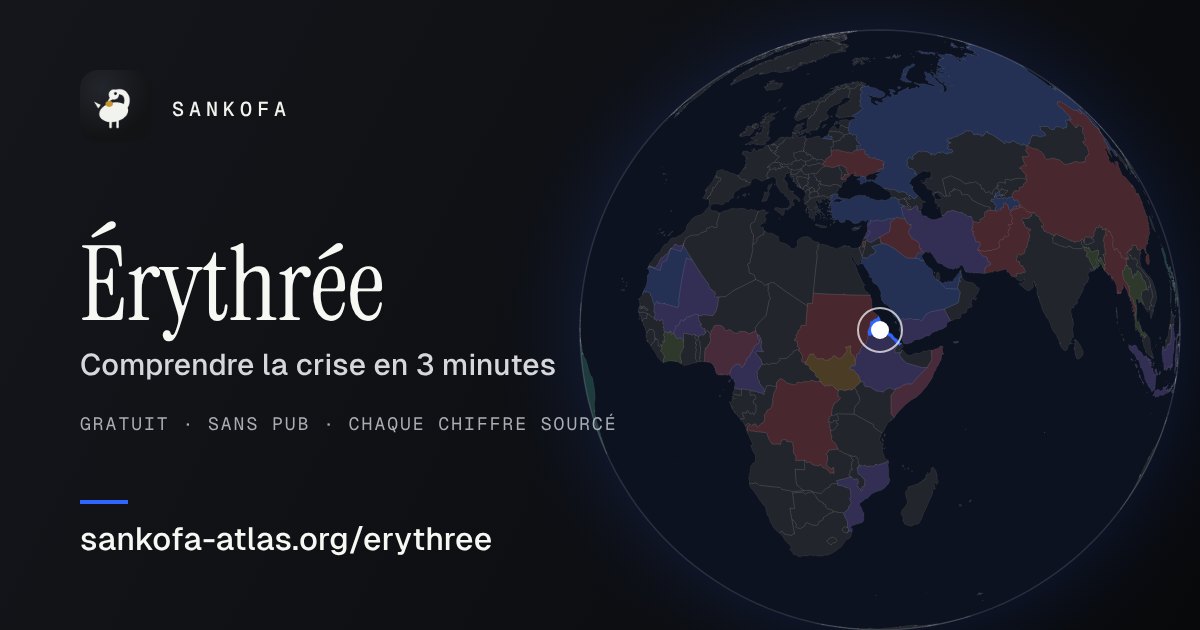 SANKOFA
Érythrée
Comprendre la crise en 3 minutes
GRATUIT · SANS PUB · CHAQUE CHIFFRE SOURCÉ
sankofa-atlas.org/erythree